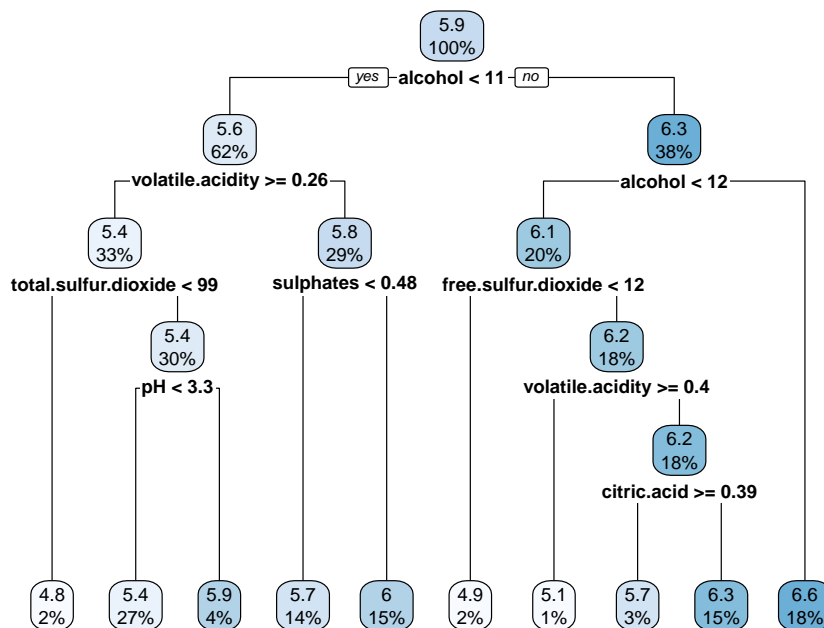 5.9
100%
yes alcohol < 11 no
5.6 6.3
62% 38%
volatile.acidity >= 0.26 alcohol < 12
5.4 5.8 6.1
33% 29% 20%
total.sulfur.dioxide < 99 sulphates < 0.48 free.sulfur.dioxide < 12
5.4 6.2
30% 18%
pH < 3.3 volatile.acidity >= 0.4
6.2
18%
citric.acid >= 0.39
4.8 5.4 5.9 5.7 6 4.9 5.1 5.7 6.3 6.6
2% 27% 4% 14% 15% 2% 1% 3% 15% 18%